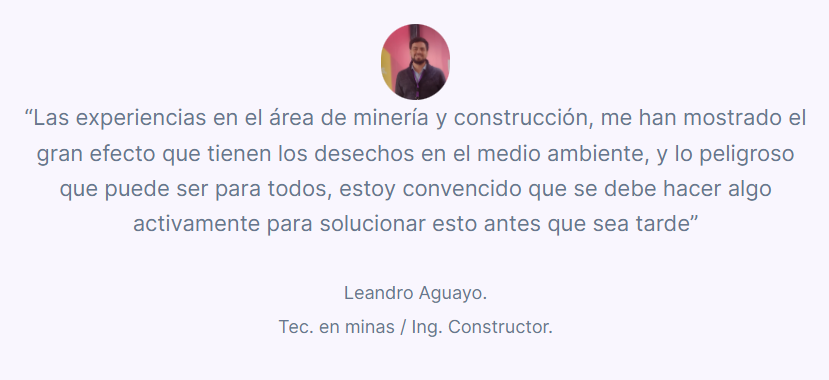 “Las experiencias en el área de minería y construcción, me han mostrado el
gran efecto que tienen los desechos en el medio ambiente, y lo peligroso
que puede ser para todos, estoy convencido que se debe hacer algo
activamente para solucionar esto antes que sea tarde”
Leandro Aguayo.
Tec. en minas / Ing. Constructor.